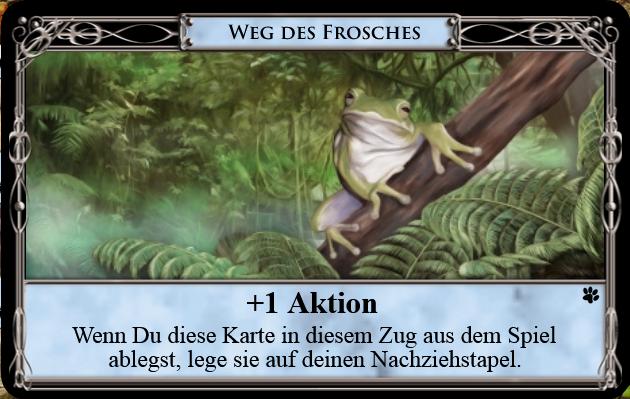 Weg des Frosches
+1 Aktion
Wenn Du diese Karte in diesem Zug aus dem Spiel
ablegst, lege sie auf deinen Nachziehstapel.